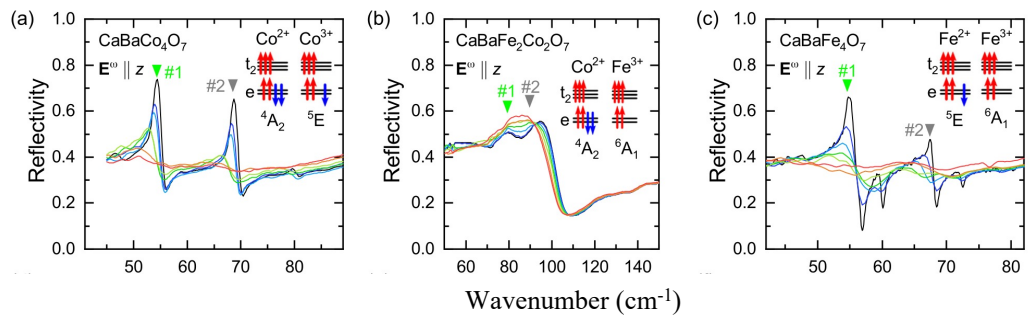 (a)
CaBaCo₄O₇
Eω || z
#1
#2
Co²⁺ Co³⁺
t₂
e
⁴A₂ ⁵E
Reflectivity
1.0
0.8
0.6
0.4
0.2
0.0
50 60 70 80
(b)
CaBaFe₂Co₂O₇
Eω || z
#1
#2
Co²⁺ Fe³⁺
t₂
e
⁴A₂ ⁶A₁
Reflectivity
1.0
0.8
0.6
0.4
0.2
0.0
60 80 100 120 140
(c)
CaBaFe₄O₇
Eω || z
#1
#2
Fe²⁺ Fe³⁺
t₂
e
⁵E ⁶A₁
Reflectivity
1.0
0.8
0.6
0.4
0.2
0.0
50 60 70 80
Wavenumber (cm⁻¹)